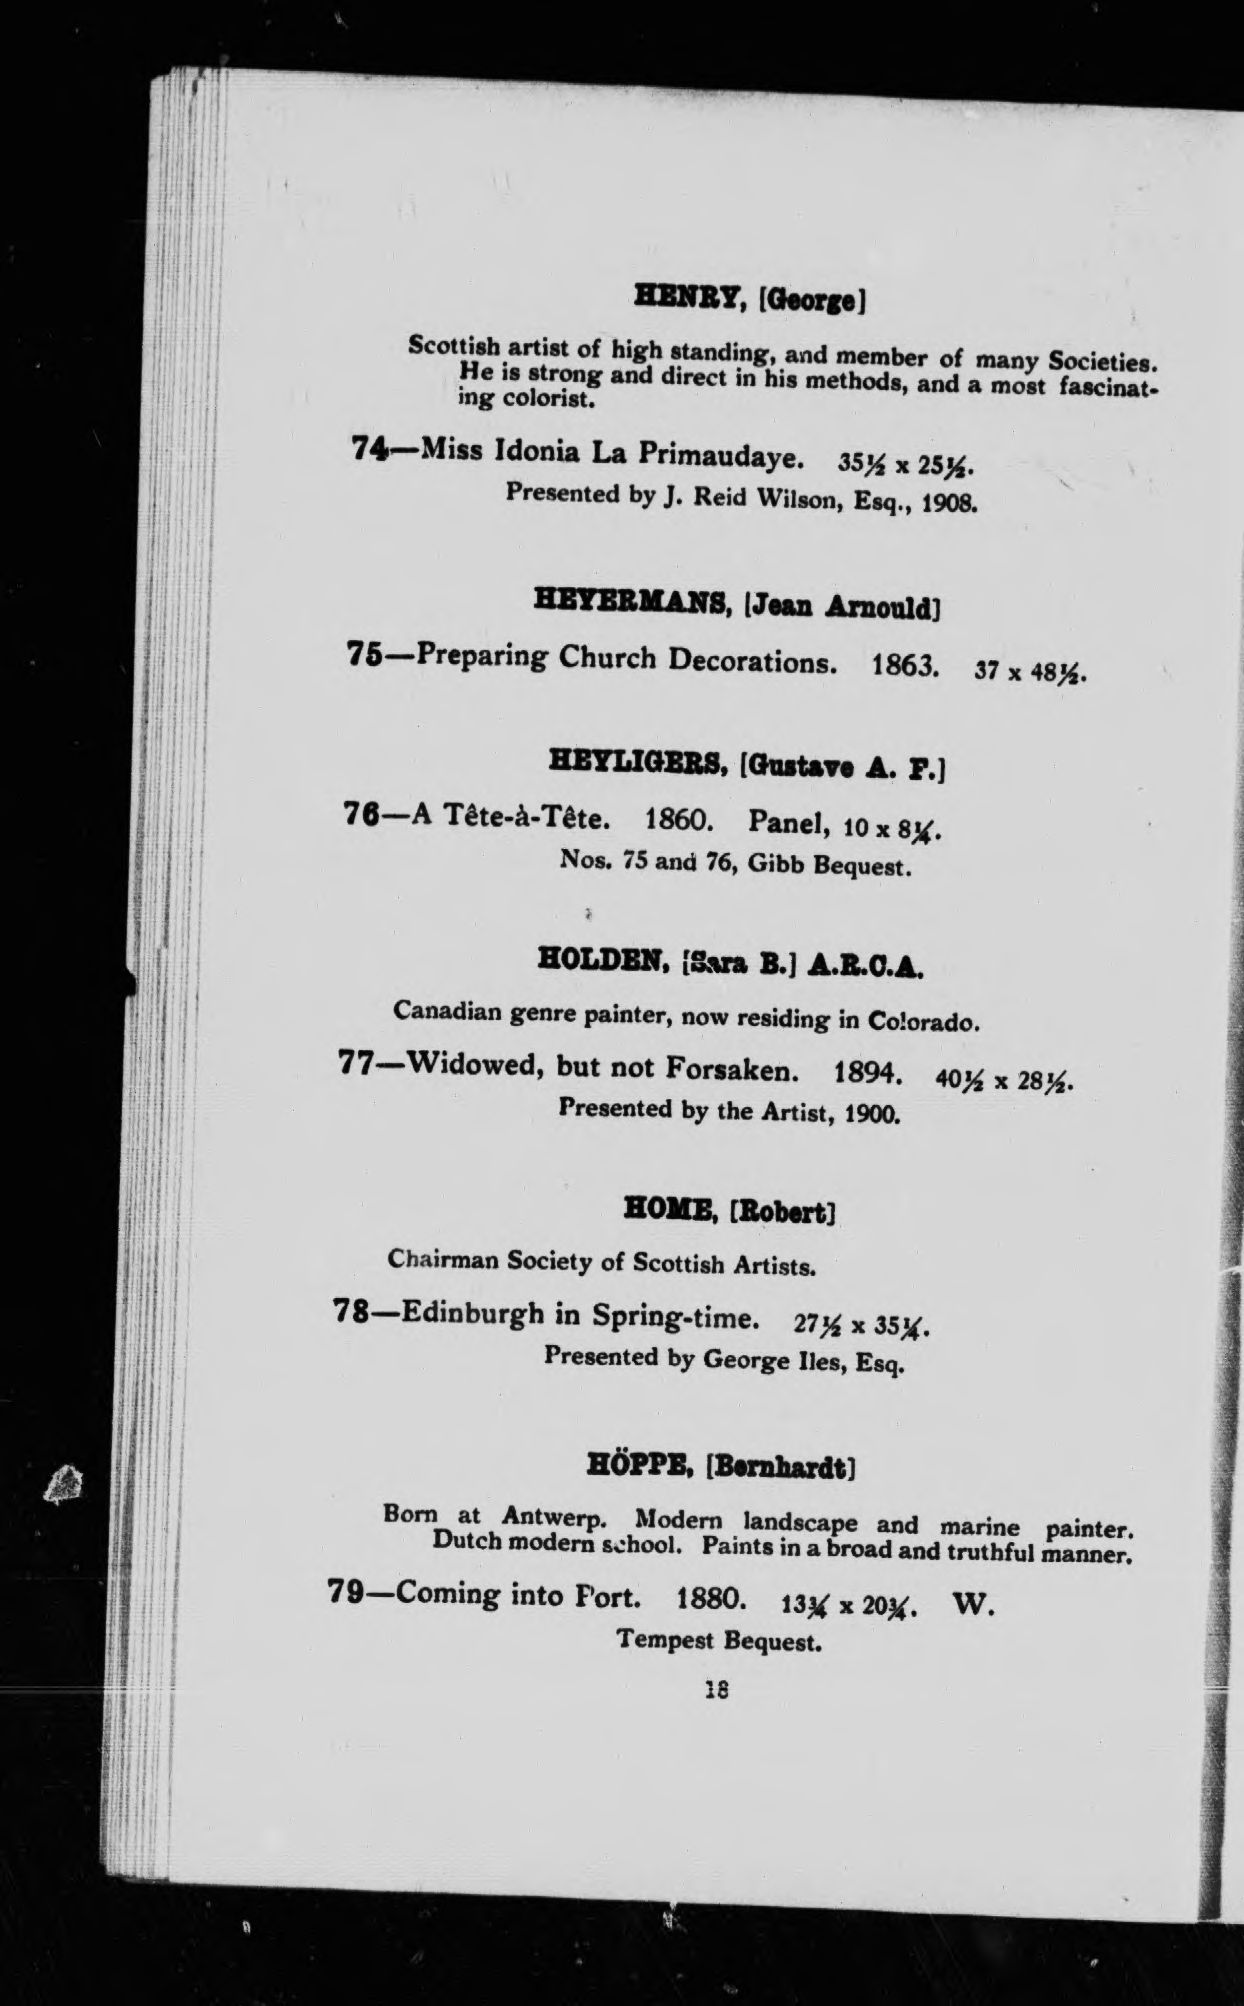 HENRY, [George]
Scottish artist of high standing, and member of many Societies.
He is strong and direct in his methods, and a most fascinat-
ing colorist.
74—Miss Idonia La Primaudaye. 35½ x 25½.
Presented by J. Reid Wilson, Esq., 1908.
HEYERMANS, [Jean Arnould]
75—Preparing Church Decorations. 1863. 37 x 48½.
HEYLIGERS, [Gustave A. F.]
76—A Tête-à-Tête. 1860. Panel, 10 x 8¼.
Nos. 75 and 76, Gibb Bequest.
HOLDEN, [Sara B.] A.R.C.A.
Canadian genre painter, now residing in Colorado.
77—Widowed, but not Forsaken. 1894. 40½ x 28½.
Presented by the Artist, 1900.
HOME, [Robert]
Chairman Society of Scottish Artists.
78—Edinburgh in Spring-time. 27½ x 35¼.
Presented by George Iles, Esq.
HÖPPE, [Bernhardt]
Born at Antwerp. Modern landscape and marine painter.
Dutch modern school. Paints in a broad and truthful manner.
79—Coming into Port. 1880. 13¾ x 20¾. W.
Tempest Bequest.
18